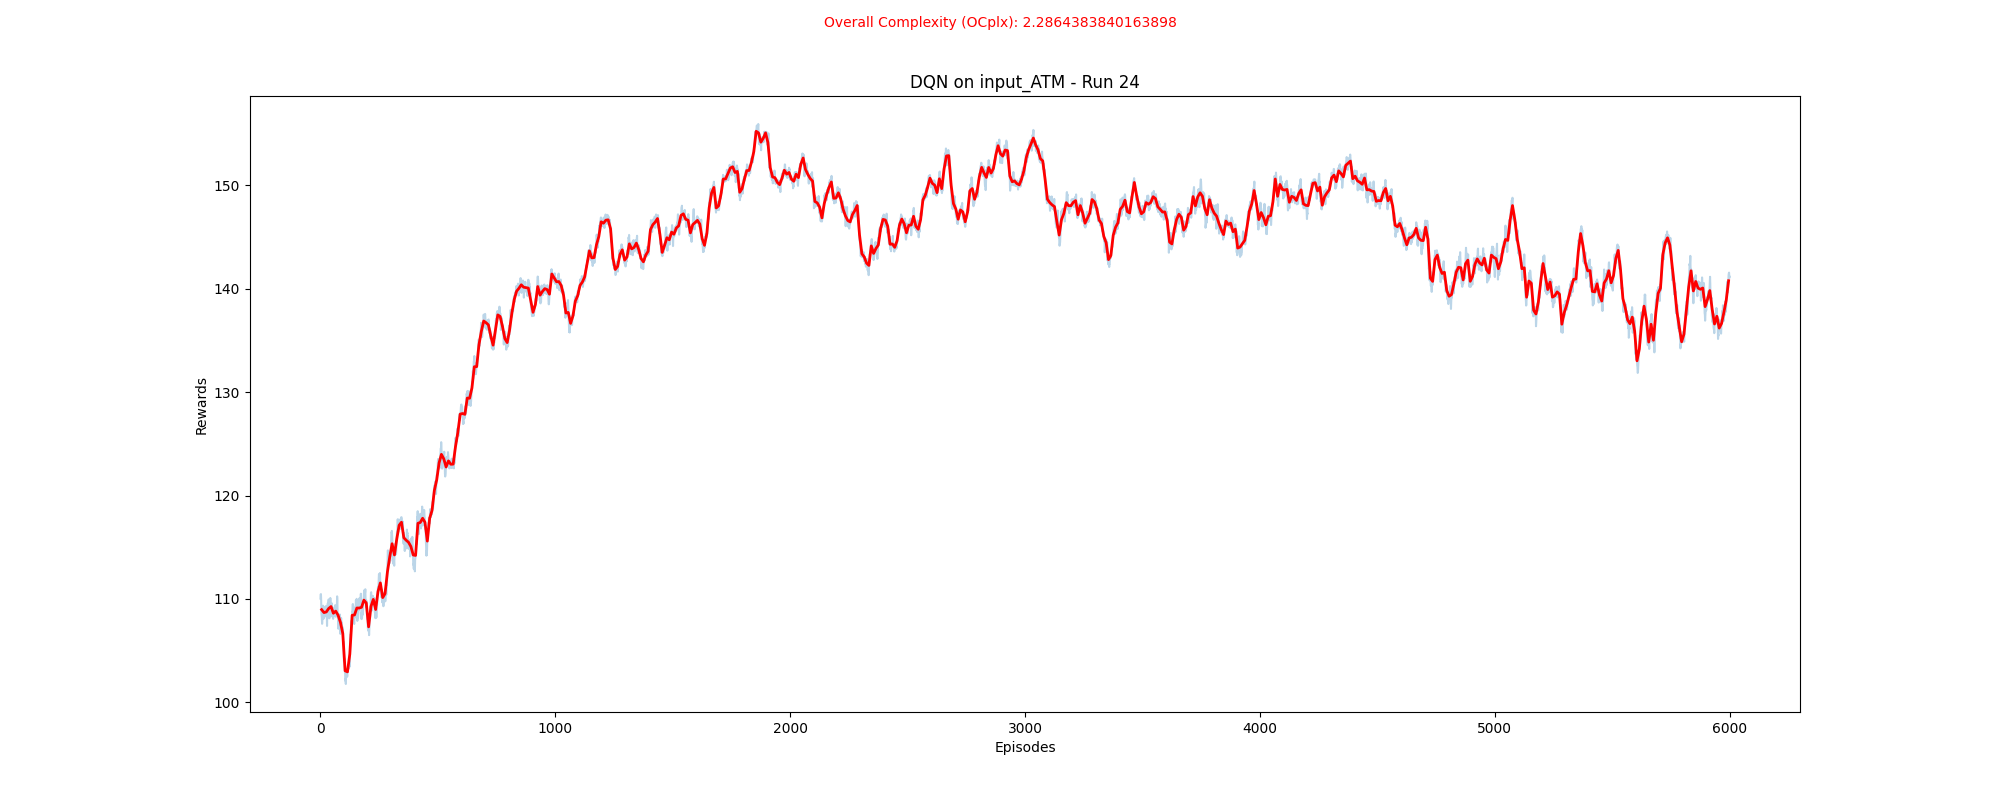 Overall Complexity (OCplx): 2.2864383840163898
DQN on input_ATM - Run 24
Rewards
150
140
130
120
110
100
0 1000 2000 3000 4000 5000 6000
Episodes